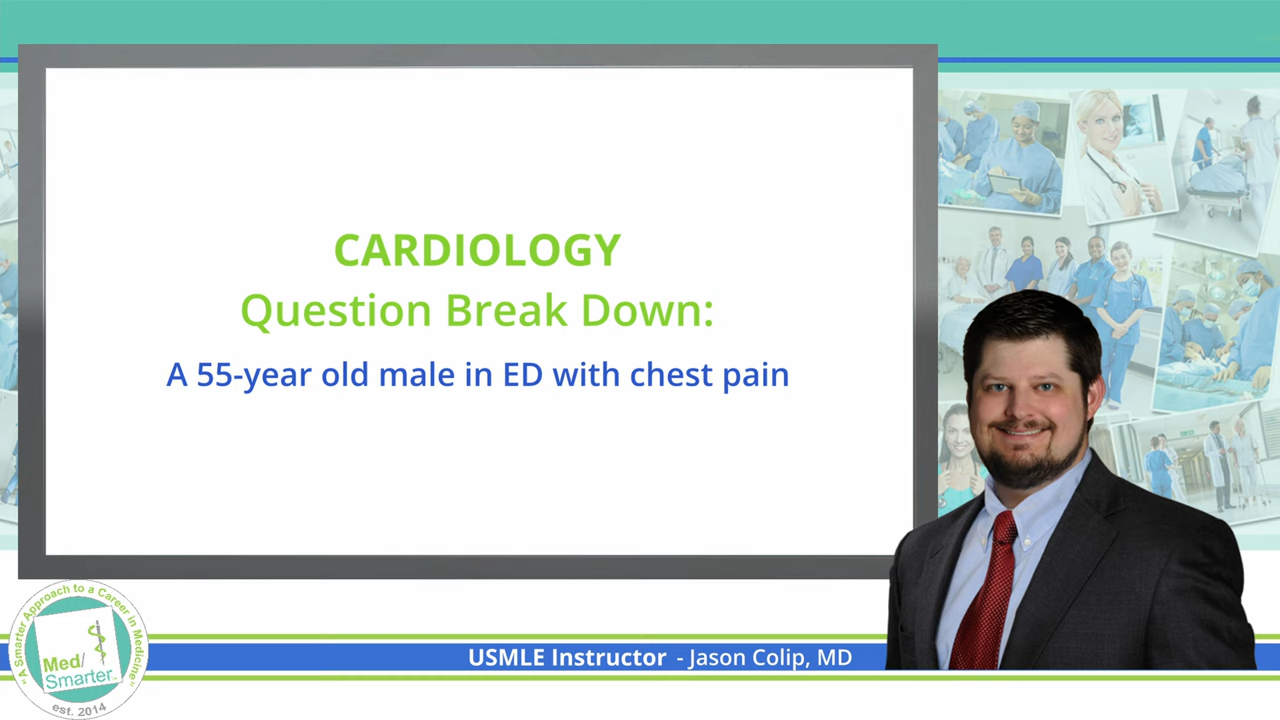 CARDIOLOGY
Question Break Down:
A 55-year old male in ED with chest pain
USMLE Instructor - Jason Colip, MD
"A Smarter Approach to a Career in Medicine"
Med/
Smarter
est. 2014